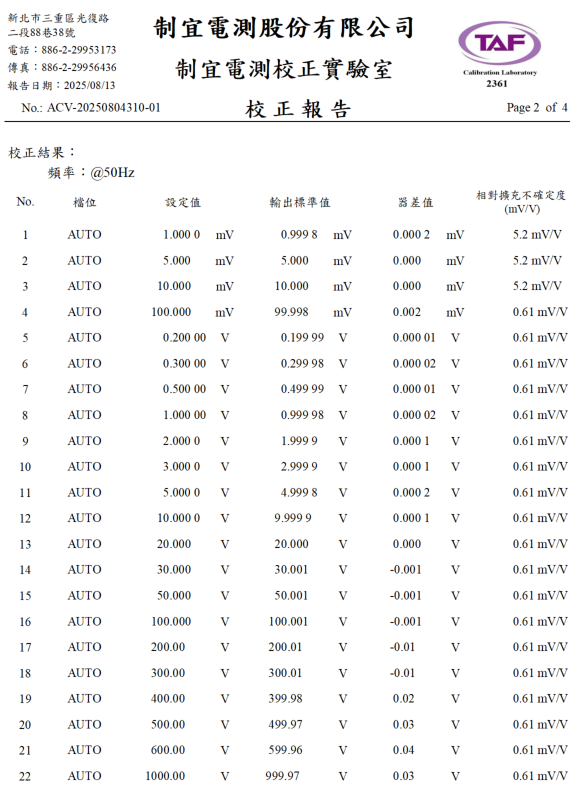 新北市三重區光復路
二段88巷38號
電話：886-2-29953173
傳真：886-2-29956436
報告日期：2025/08/13
制宜電測股份有限公司
制宜電測校正實驗室
TAF
Calibration Laboratory
2361
No.: ACV-20250804310-01
校正報告
Page 2 of 4
校正結果：
頻率：@50Hz
No. 檔位 設定值 輸出標準值 器差值 相對擴充不確定度
(mV/V)
1 AUTO 1.000 0 mV 0.999 8 mV 0.000 2 mV 5.2 mV/V
2 AUTO 5.000 mV 5.000 mV 0.000 mV 5.2 mV/V
3 AUTO 10.000 mV 10.000 mV 0.000 mV 5.2 mV/V
4 AUTO 100.000 mV 99.998 mV 0.002 mV 0.61 mV/V
5 AUTO 0.200 00 V 0.199 99 V 0.000 01 V 0.61 mV/V
6 AUTO 0.300 00 V 0.299 98 V 0.000 02 V 0.61 mV/V
7 AUTO 0.500 00 V 0.499 99 V 0.000 01 V 0.61 mV/V
8 AUTO 1.000 00 V 0.999 98 V 0.000 02 V 0.61 mV/V
9 AUTO 2.000 0 V 1.999 9 V 0.000 1 V 0.61 mV/V
10 AUTO 3.000 0 V 2.999 9 V 0.000 1 V 0.61 mV/V
11 AUTO 5.000 0 V 4.999 8 V 0.000 2 V 0.61 mV/V
12 AUTO 10.000 0 V 9.999 9 V 0.000 1 V 0.61 mV/V
13 AUTO 20.000 V 20.000 V 0.000 V 0.61 mV/V
14 AUTO 30.000 V 30.001 V -0.001 V 0.61 mV/V
15 AUTO 50.000 V 50.001 V -0.001 V 0.61 mV/V
16 AUTO 100.000 V 100.001 V -0.001 V 0.61 mV/V
17 AUTO 200.00 V 200.01 V -0.01 V 0.61 mV/V
18 AUTO 300.00 V 300.01 V -0.01 V 0.61 mV/V
19 AUTO 400.00 V 399.98 V 0.02 V 0.61 mV/V
20 AUTO 500.00 V 499.97 V 0.03 V 0.61 mV/V
21 AUTO 600.00 V 599.96 V 0.04 V 0.61 mV/V
22 AUTO 1000.00 V 999.97 V 0.03 V 0.61 mV/V